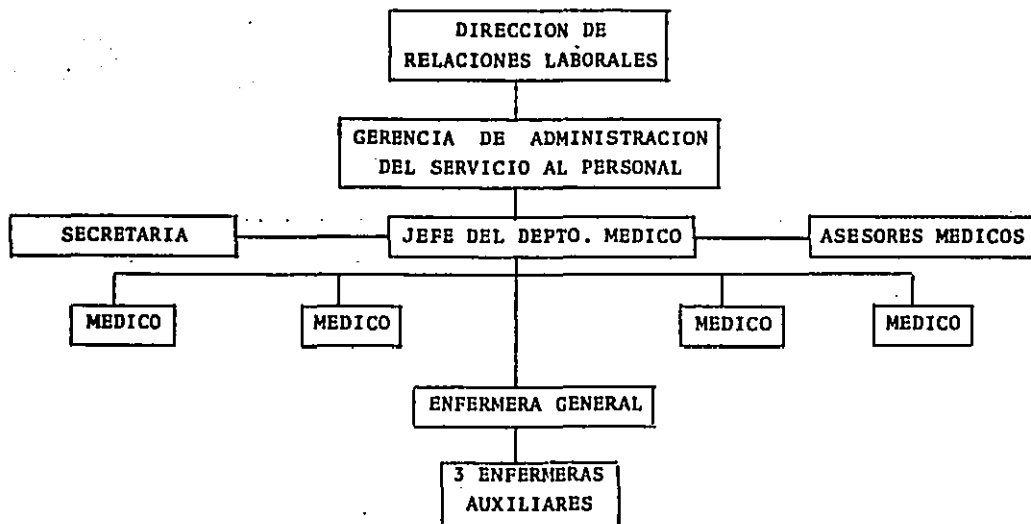 DIRECCION DE
RELACIONES LABORALES
GERENCIA DE ADMINISTRACION
DEL SERVICIO AL PERSONAL
SECRETARIA
JEFE DEL DEPTO. MEDICO
ASESORES MEDICOS
MEDICO
MEDICO
MEDICO
MEDICO
ENFERMERA GENERAL
3 ENFERMERAS
AUXILIARES